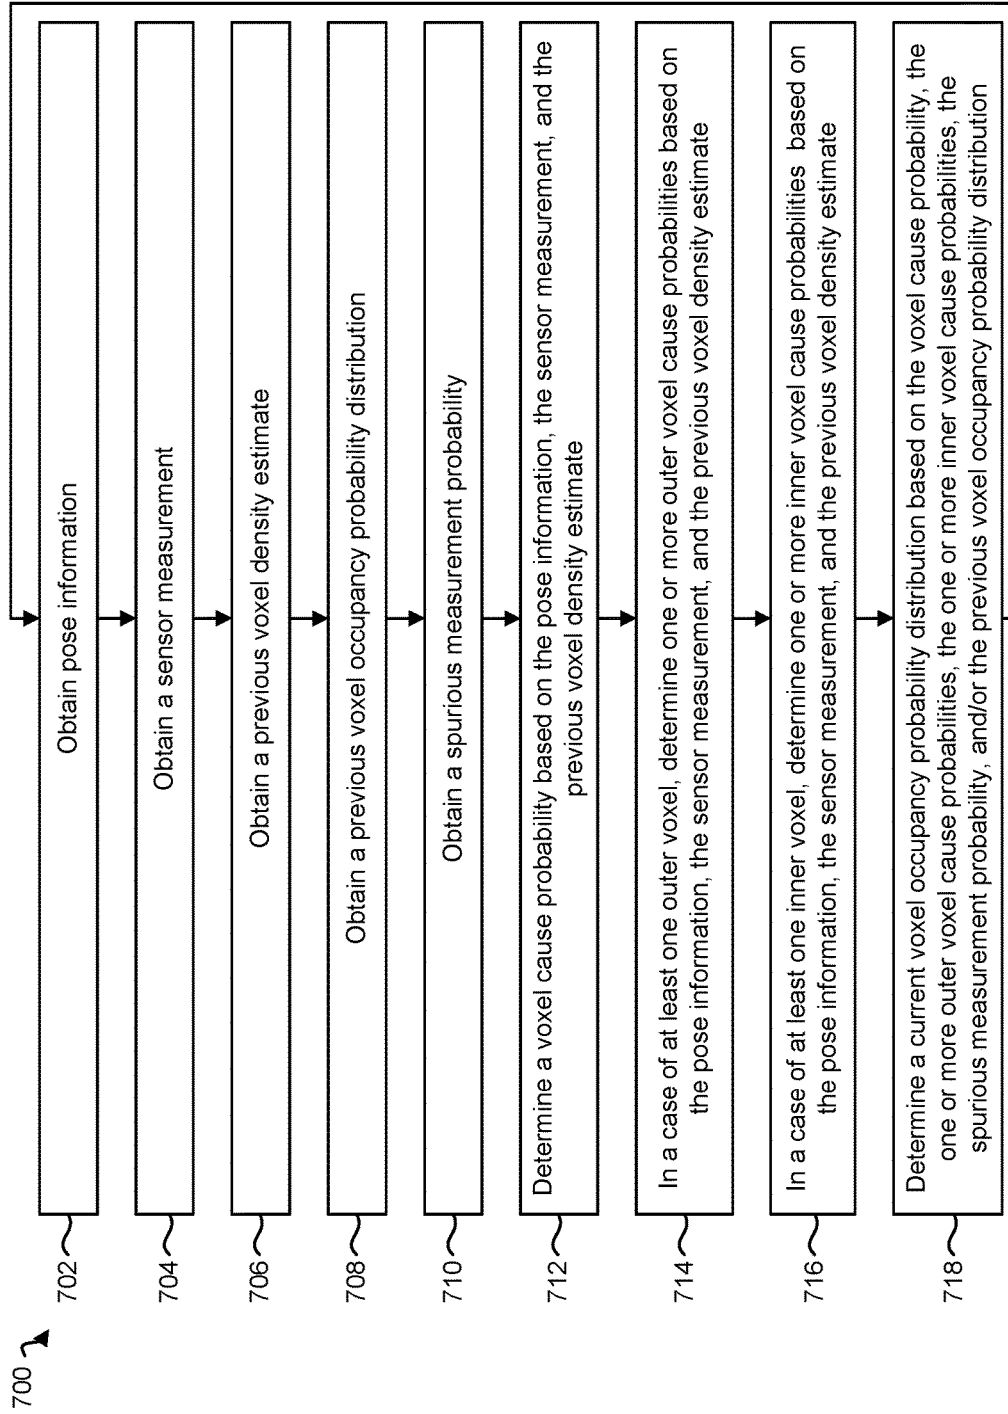 700
702
Obtain pose information
704
Obtain a sensor measurement
706
Obtain a previous voxel density estimate
708
Obtain a previous voxel occupancy probability distribution
710
Obtain a spurious measurement probability
712
Determine a voxel cause probability based on the pose information, the sensor measurement, and the
previous voxel density estimate
714
In a case of at least one outer voxel, determine one or more outer voxel cause probabilities based on
the pose information, the sensor measurement, and the previous voxel density estimate
716
In a case of at least one inner voxel, determine one or more inner voxel cause probabilities based on
the pose information, the sensor measurement, and the previous voxel density estimate
718
Determine a current voxel occupancy probability distribution based on the voxel cause probability, the
one or more outer voxel cause probabilities, the one or more inner voxel cause probabilities, the
spurious measurement probability, and/or the previous voxel occupancy probability distribution